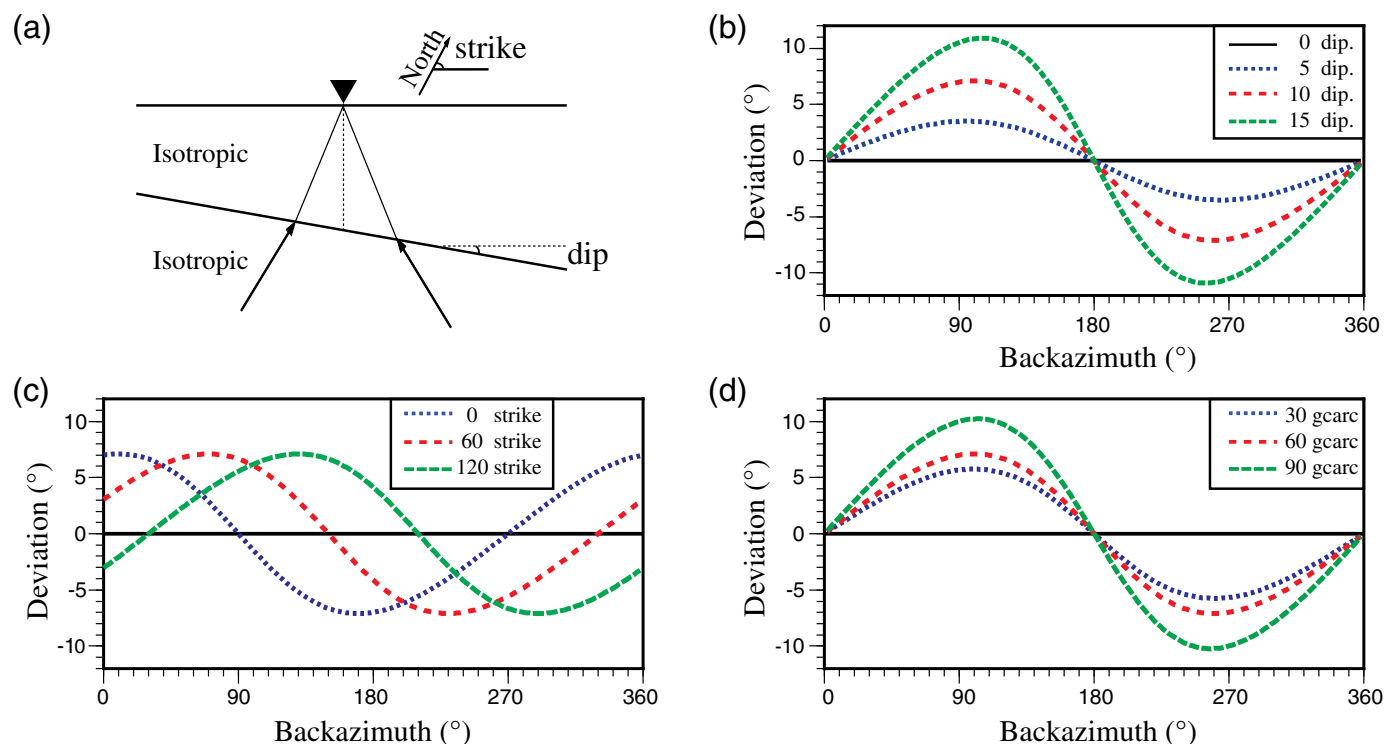 (a)
North
strike
Isotropic
Isotropic
dip
(b)
Deviation (°)
10
5
0
-5
-10
0 dip.
5 dip.
10 dip.
15 dip.
0 90 180 270 360
Backazimuth (°)
(c)
Deviation (°)
10
5
0
-5
-10
0 strike
60 strike
120 strike
0 90 180 270 360
Backazimuth (°)
(d)
Deviation (°)
10
5
0
-5
-10
30 gcarc
60 gcarc
90 gcarc
0 90 180 270 360
Backazimuth (°)